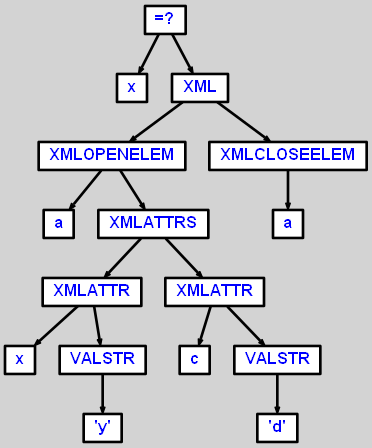 =?
x XML
XMLOPENELEM XMLCLOSEELEM
a XMLATTRS a
XMLATTR XMLATTR
x VALSTR c VALSTR
'y' 'd'